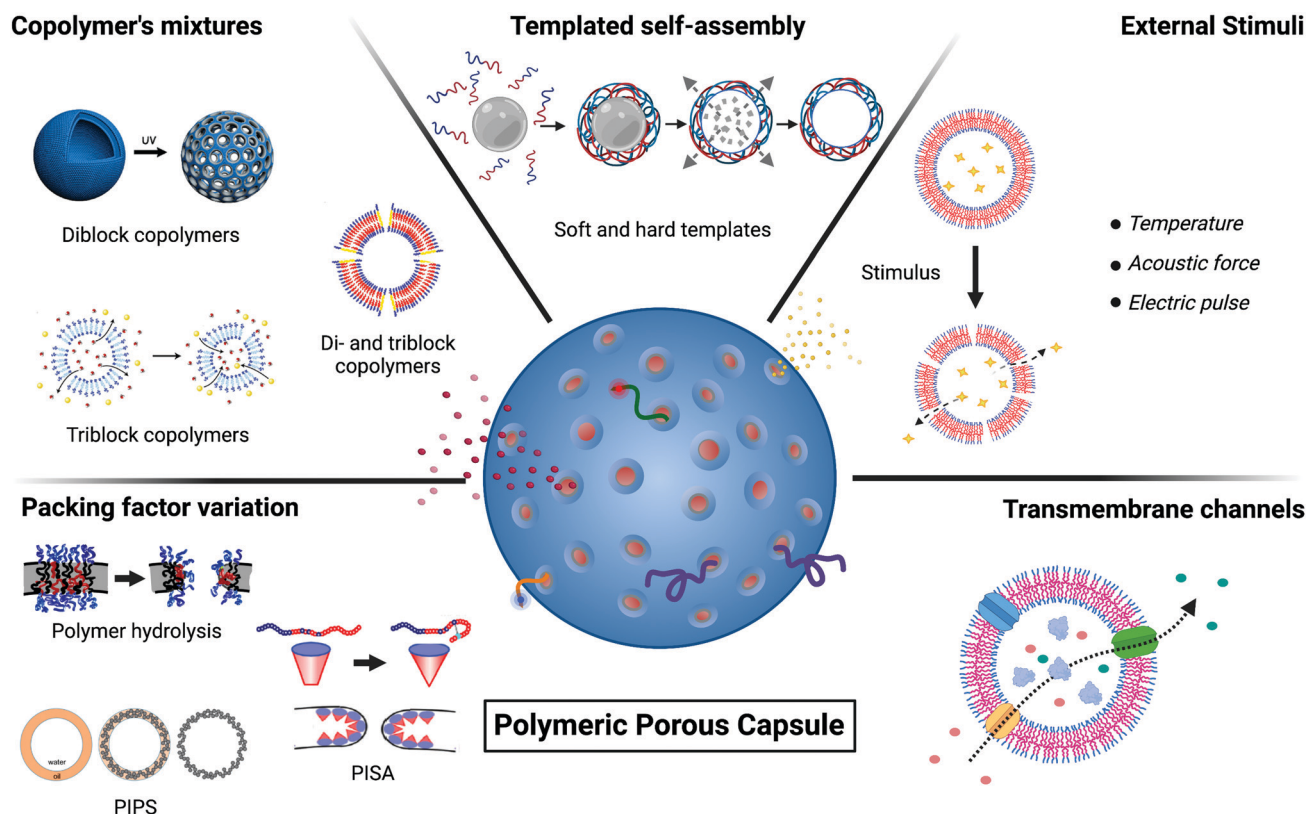 Copolymer's mixtures
UV
Diblock copolymers
Triblock copolymers
Di- and triblock
copolymers
Templated self-assembly
Soft and hard templates
External Stimuli
Stimulus
Temperature
Acoustic force
Electric pulse
Packing factor variation
Polymer hydrolysis
water
oil
PIPS
PISA
Polymeric Porous Capsule
Transmembrane channels